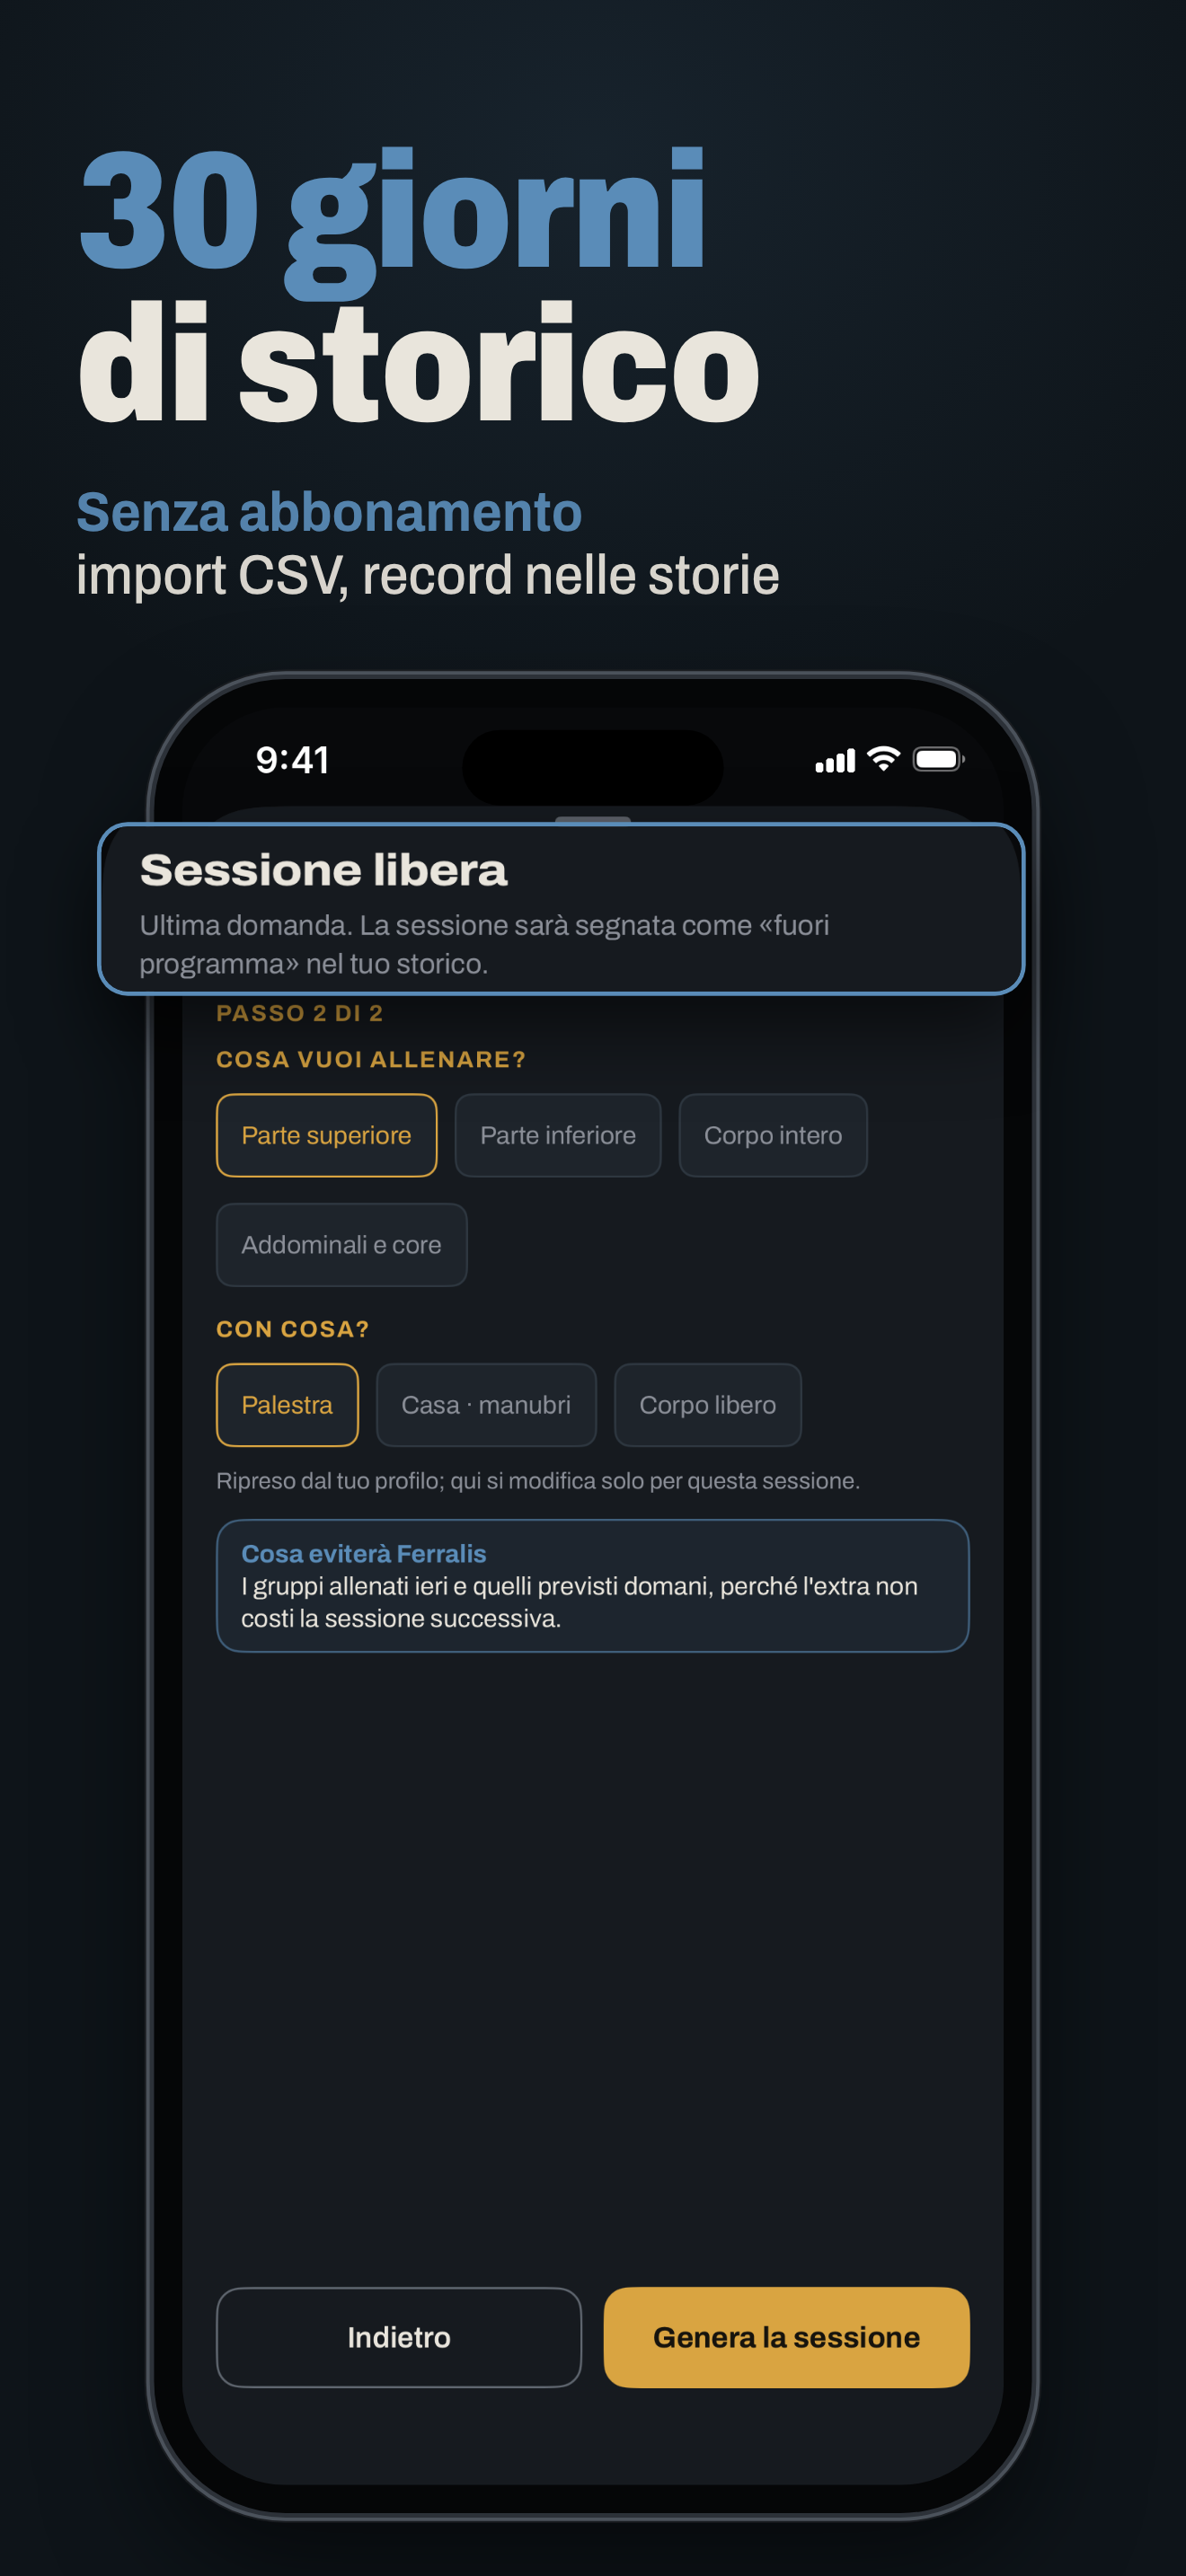 30 giorni
di storico
Senza abbonamento
import CSV, record nelle storie
9:41
Sessione libera
Ultima domanda. La sessione sarà segnata come «fuori
programma» nel tuo storico.
PASSO 2 DI 2
COSA VUOI ALLENARE?
Parte superiore
Parte inferiore
Corpo intero
Addominali e core
CON COSA?
Palestra
Casa · manubri
Corpo libero
Ripreso dal tuo profilo; qui si modifica solo per questa sessione.
Cosa eviterà Ferralis
I gruppi allenati ieri e quelli previsti domani, perché l'extra non
costi la sessione successiva.
Indietro
Genera la sessione